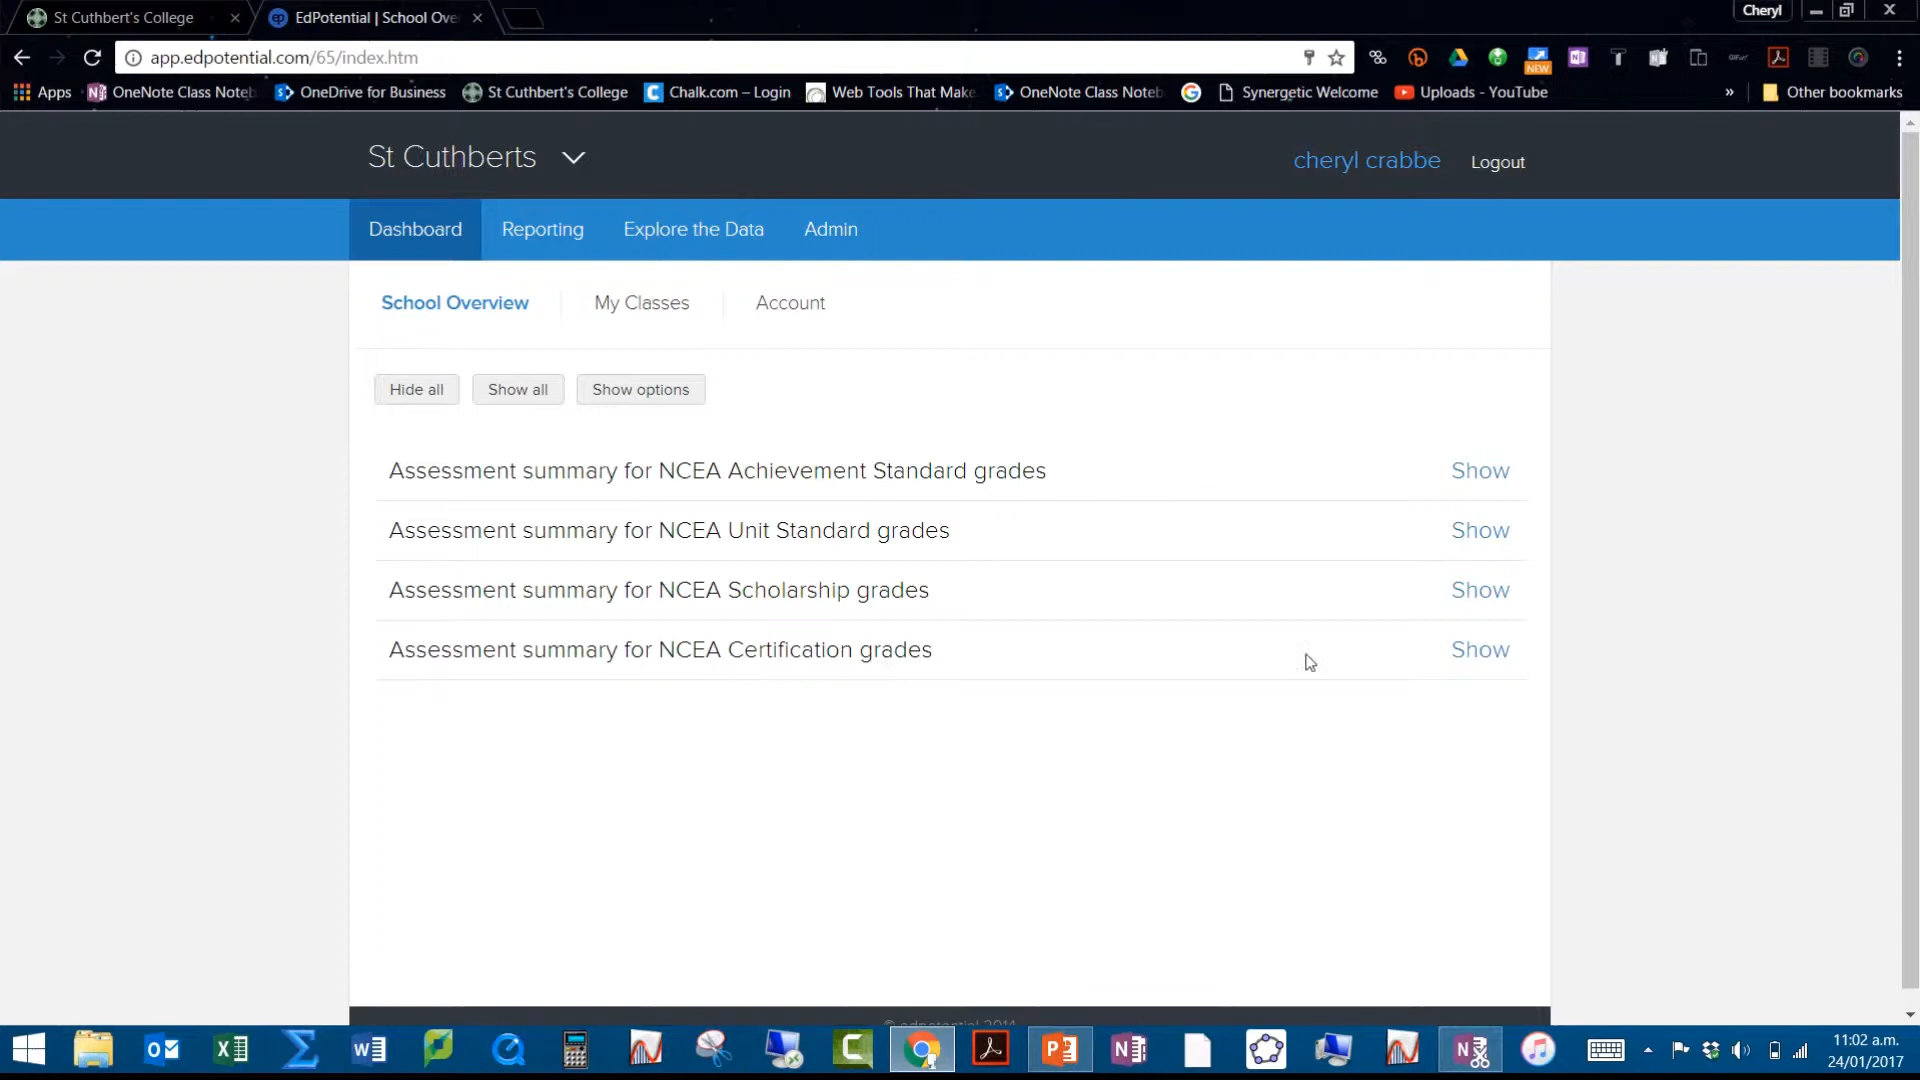 St Cuthbert's College
EdPotential | School Ove
Cheryl
app.edpotential.com/65/index.htm
NEW
Apps
OneNote Class Noteb
OneDrive for Business
St Cuthbert's College
Chalk.com – Login
Web Tools That Make
OneNote Class Noteb
Synergetic Welcome
Uploads - YouTube
»
Other bookmarks
St Cuthberts
cheryl crabbe
Logout
Dashboard
Reporting
Explore the Data
Admin
School Overview
My Classes
Account
Hide all
Show all
Show options
Assessment summary for NCEA Achievement Standard grades
Show
Assessment summary for NCEA Unit Standard grades
Show
Assessment summary for NCEA Scholarship grades
Show
Assessment summary for NCEA Certification grades
Show
© edpotential 2014
11:02 a.m.
24/01/2017